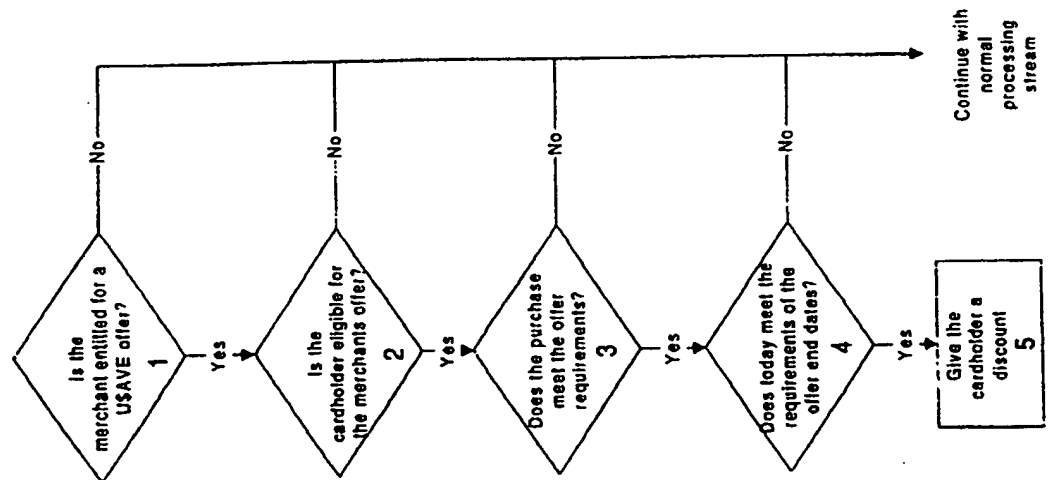 Is the
merchant entitled for a
USAVE offer?
1
No
Yes
Is the
cardholder eligible for
the merchants offer?
2
No
Yes
Does the purchase
meet the offer
requirements?
3
No
Yes
Does today meet the
requirements of the
offer end dates?
4
No
Yes
Give the
cardholder a
discount
5
Continue with
normal
processing
stream